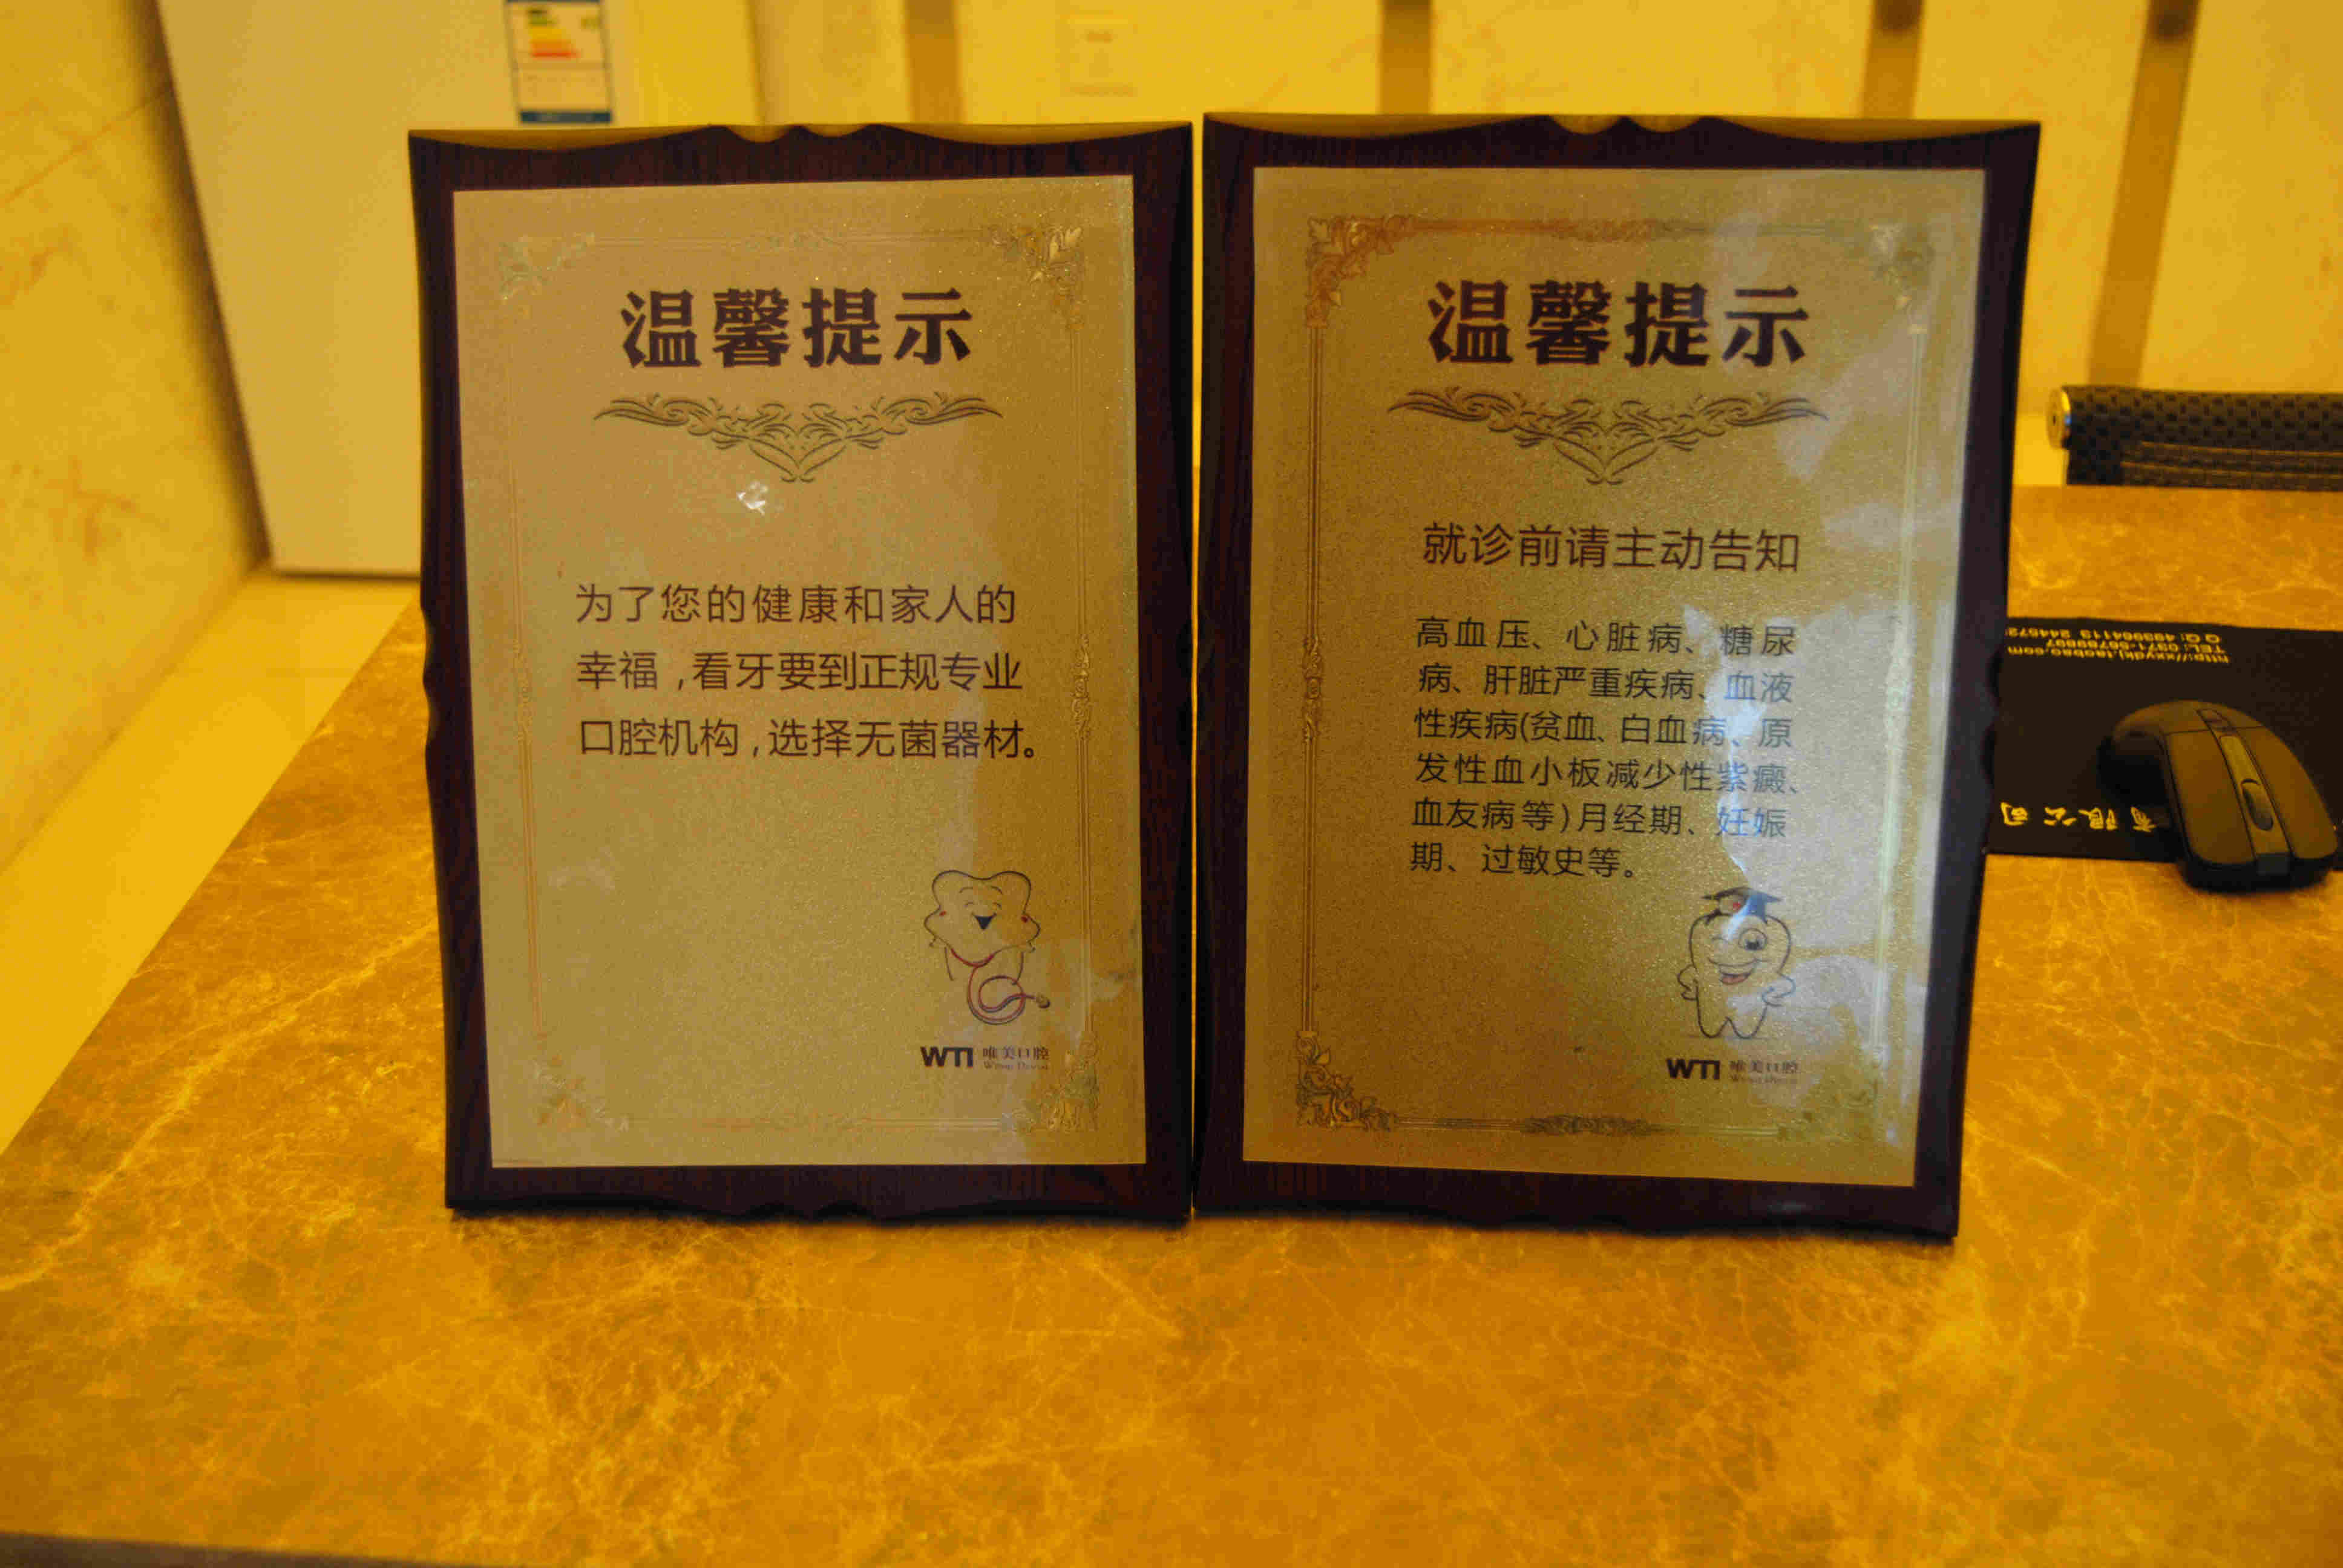 温馨提示
为了您的健康和家人的
幸福,看牙要到正规专业
口腔机构,选择无菌器材。
WTI 唯美口腔
温馨提示
就诊前请主动告知
高血压、心脏病、糖尿
病、肝脏严重疾病、血液
性疾病(贫血、白血病、原
发性血小板减少性紫癜、
血友病等)月经期、妊娠
期、过敏史等。
WTI 唯美口腔
有限公司